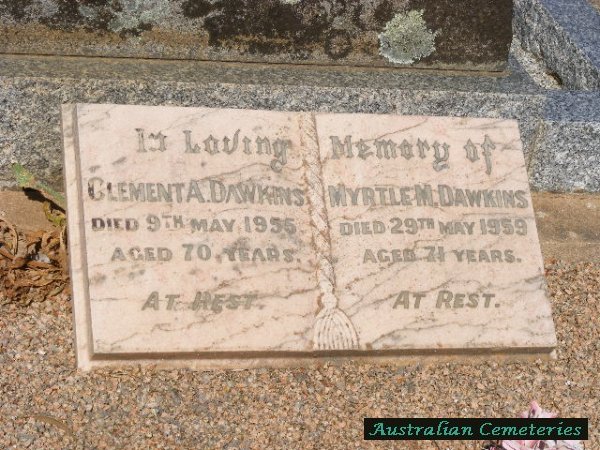 In Loving Memory of
CLEMENT A. DAWKINS
DIED 9TH MAY 1955
AGED 70 YEARS.
AT REST.
MYRTLE M. DAWKINS
DIED 29TH MAY 1959
AGED 71 YEARS.
AT REST.
Australian Cemeteries